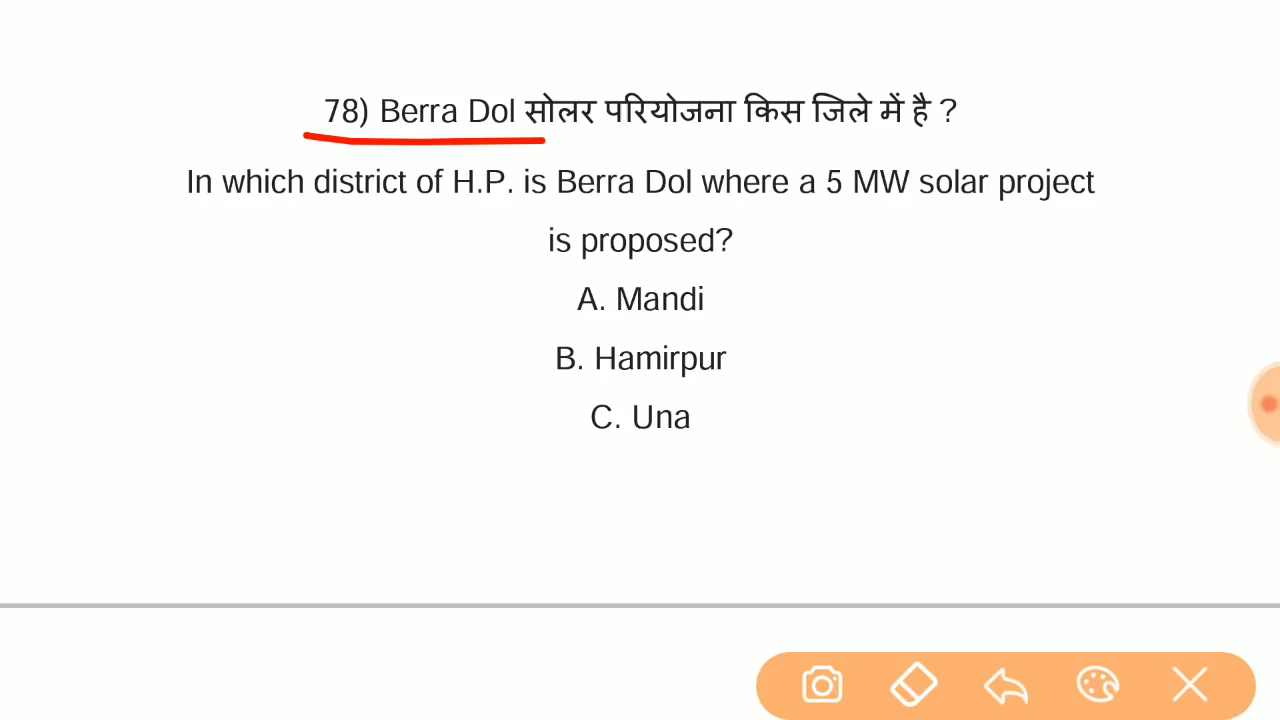 78) Berra Dol सोलर परियोजना किस जिले में है ?
In which district of H.P. is Berra Dol where a 5 MW solar project
is proposed?
A. Mandi
B. Hamirpur
C. Una